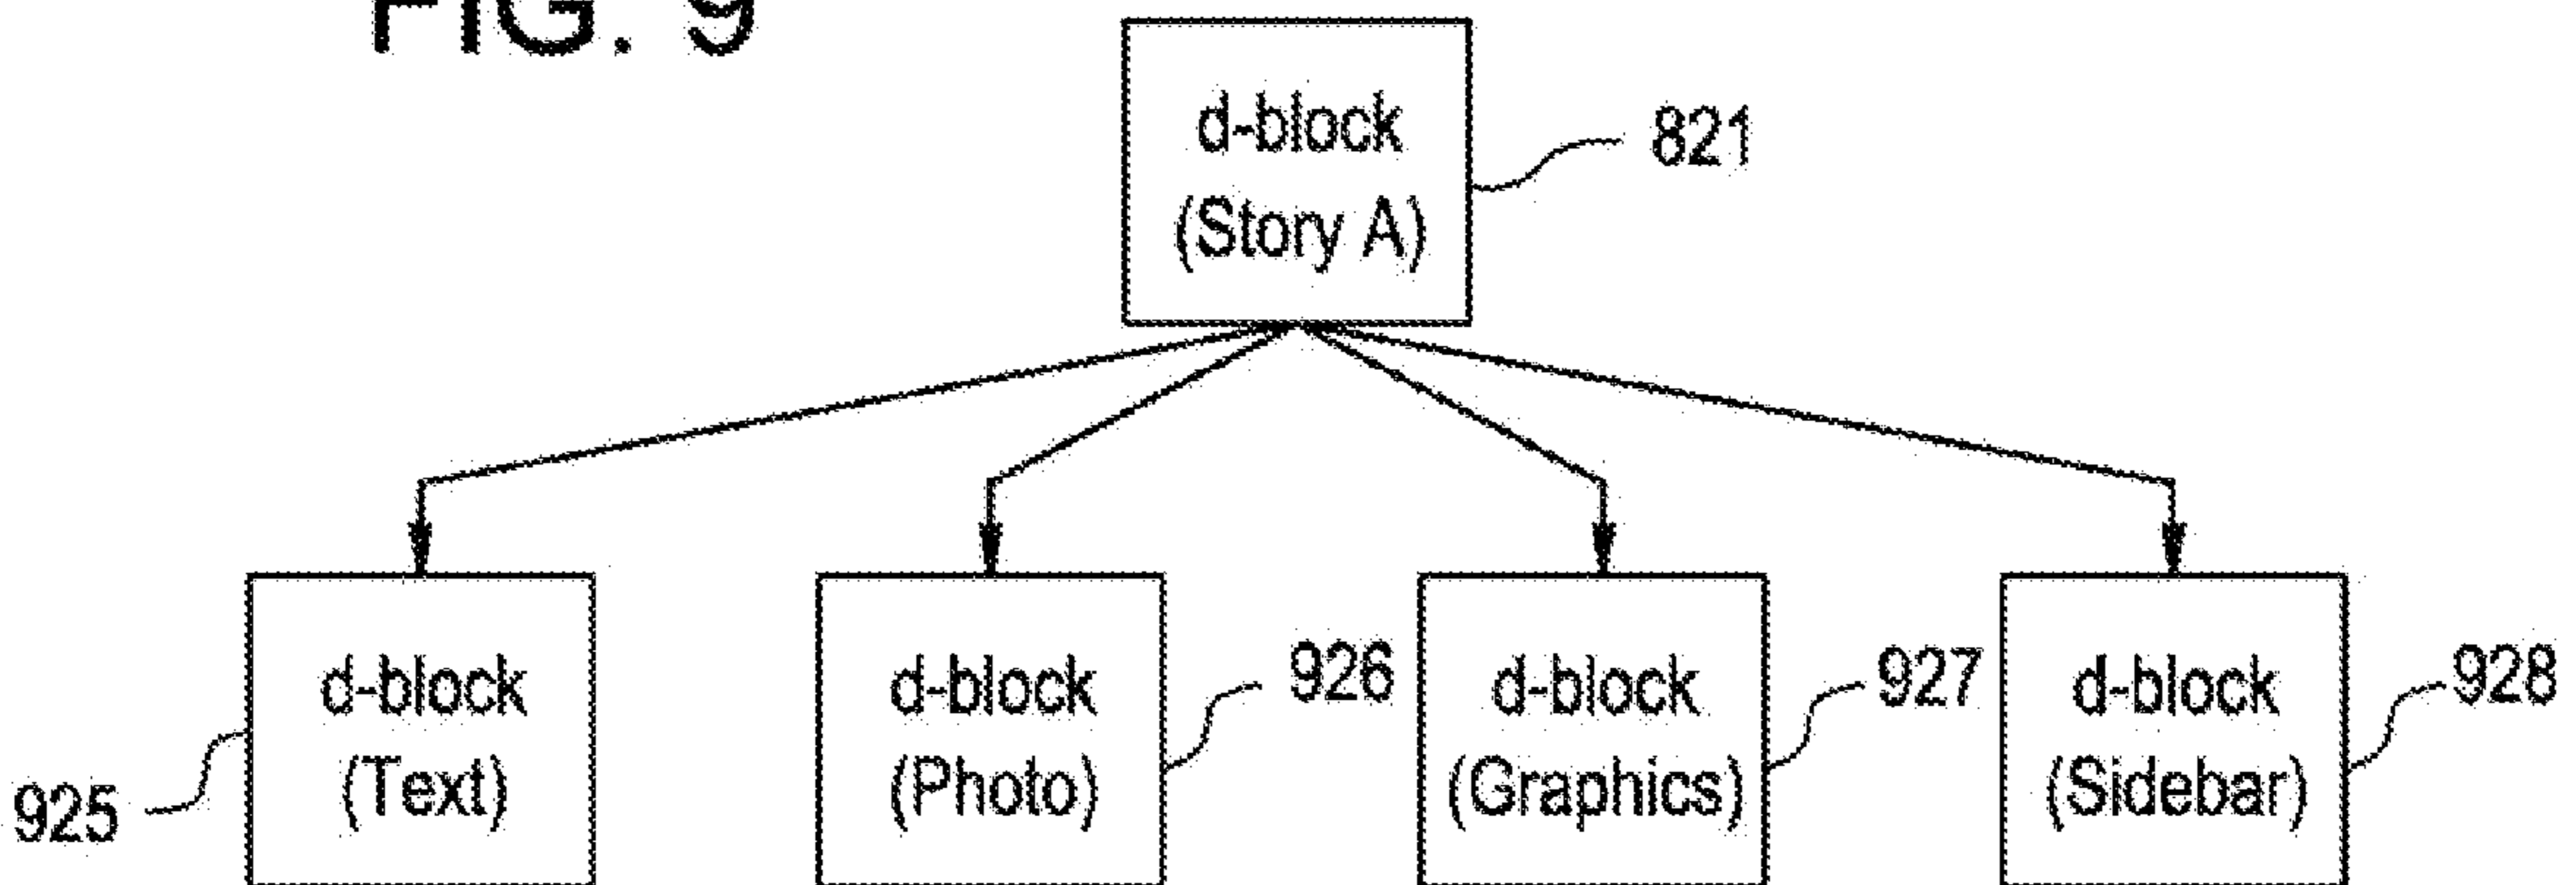 FIG. 9
d-block
(Story A)
821
d-block
(Text)
925
d-block
(Photo)
926
d-block
(Graphics)
927
d-block
(Sidebar)
928